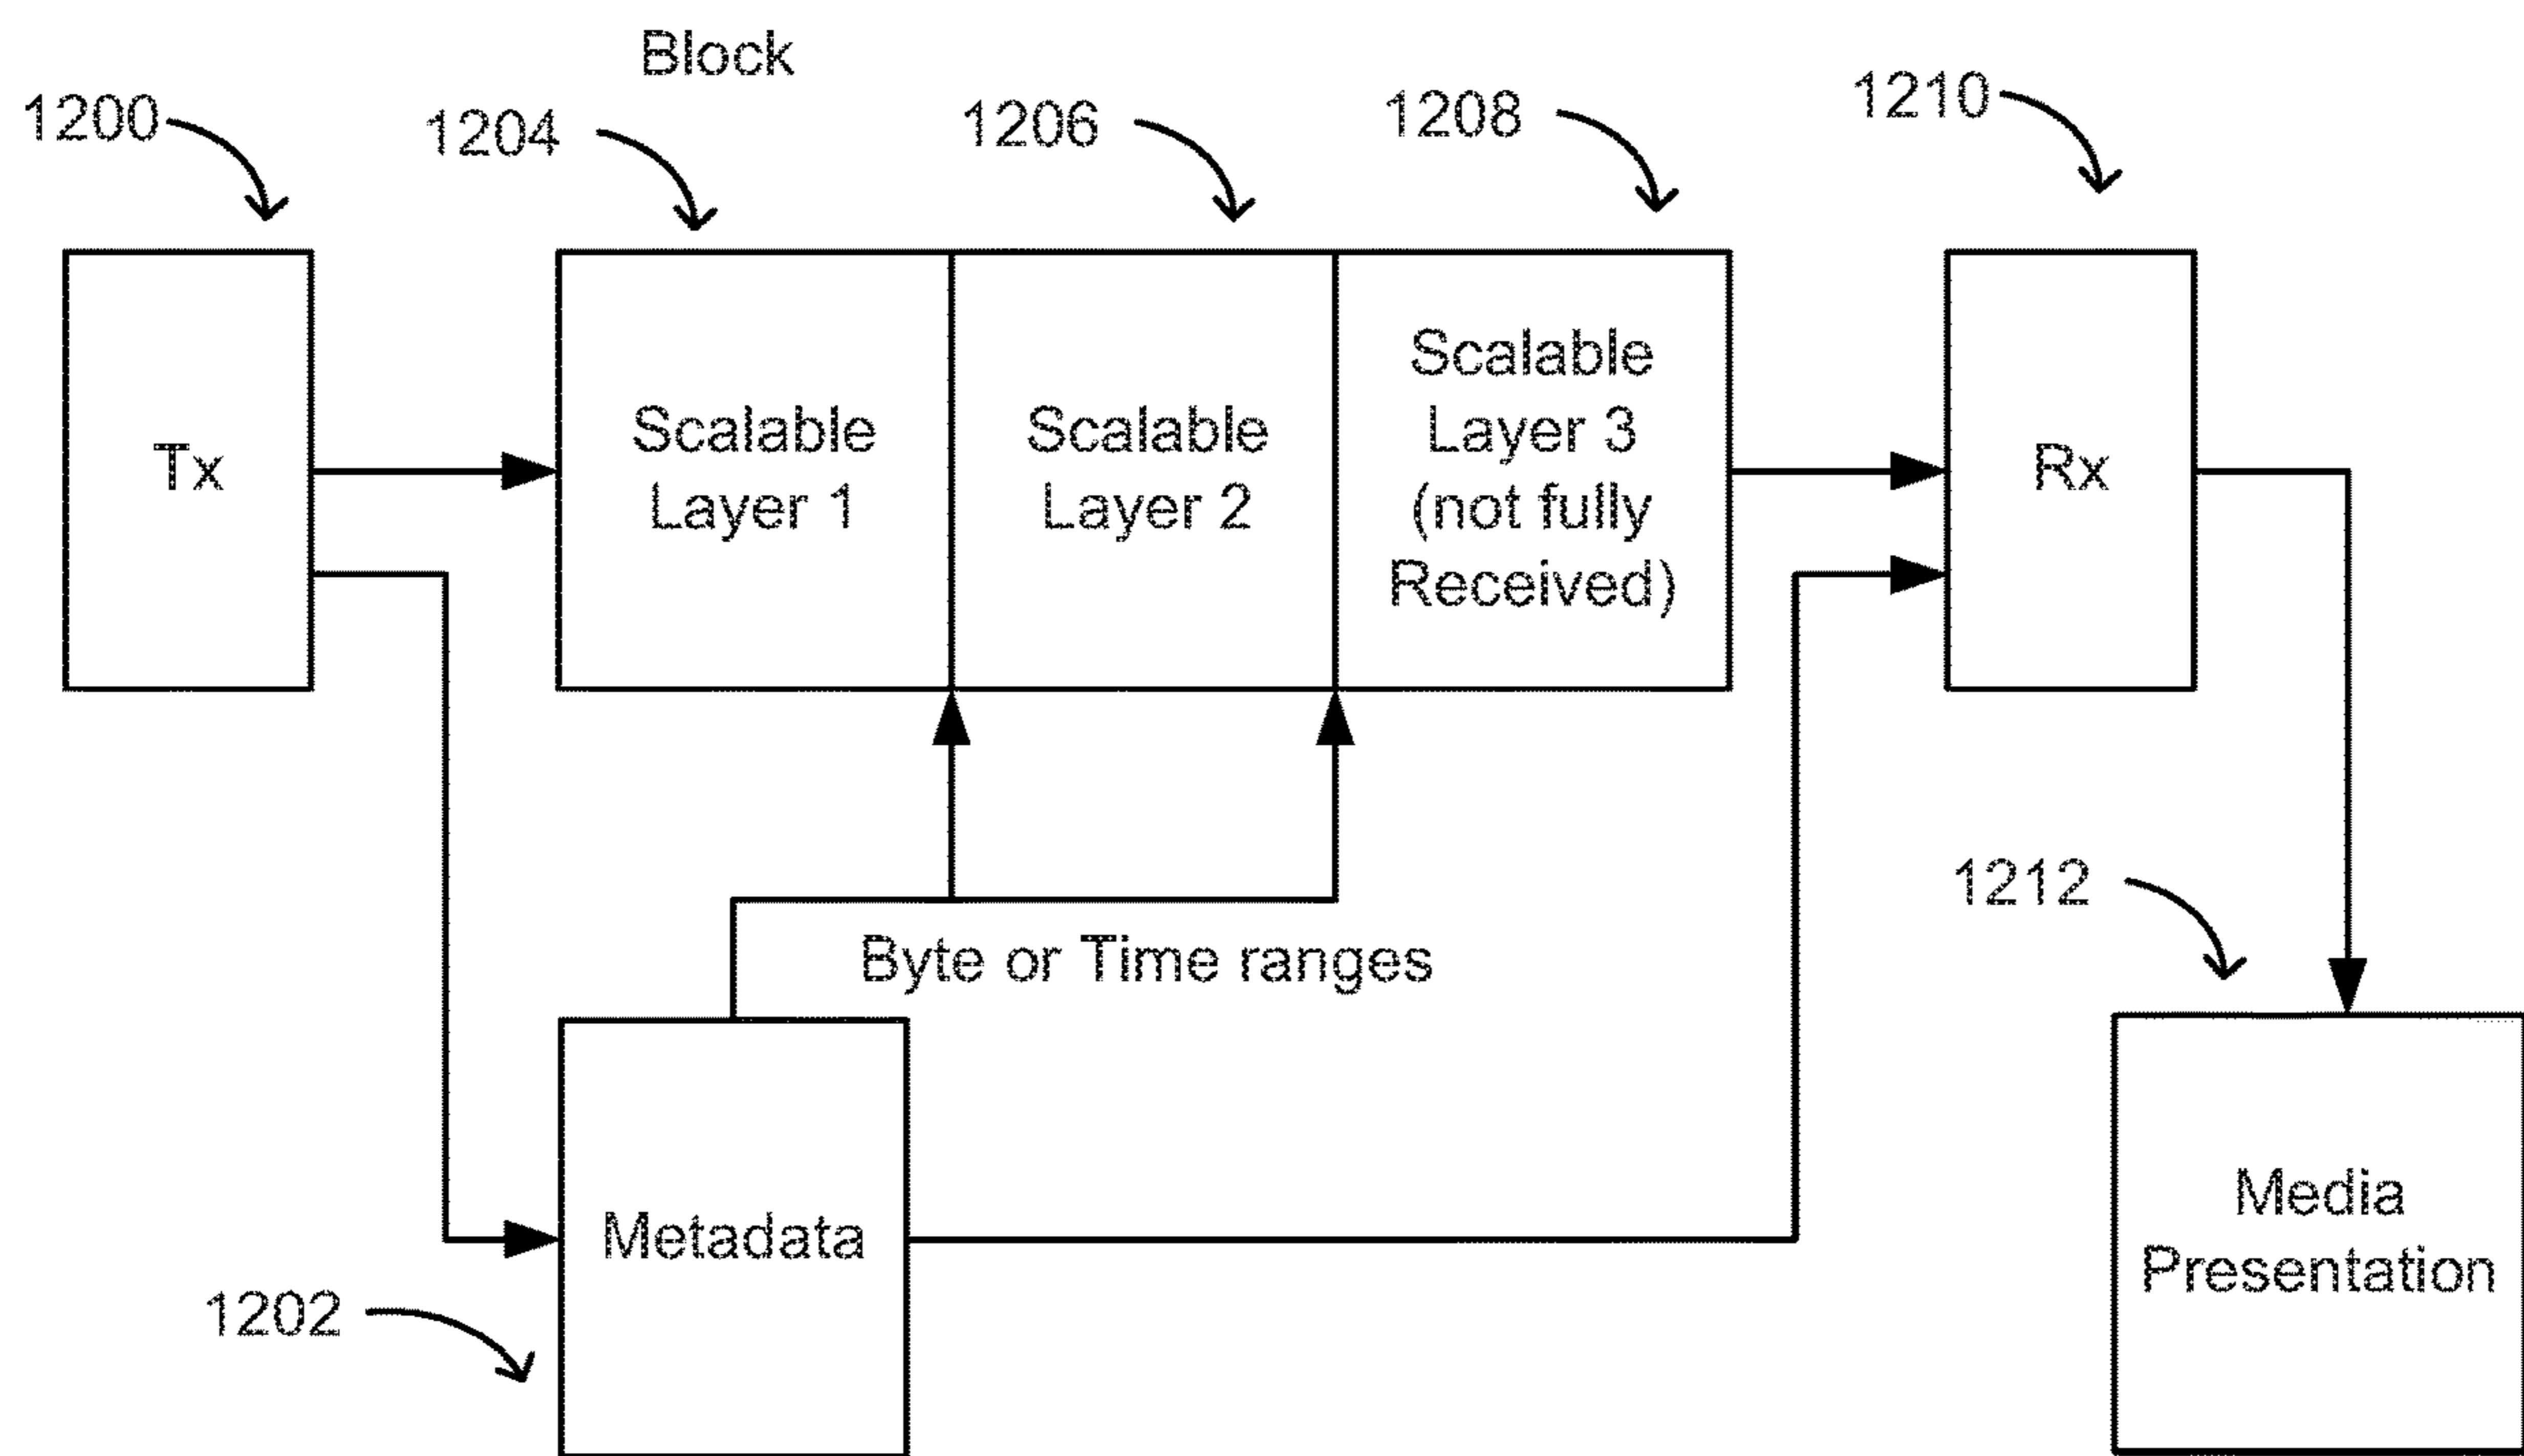 Block
1200
1204
1206
1208
1210
Tx
Scalable
Layer 1
Scalable
Layer 2
Scalable
Layer 3
(not fully
Received)
Rx
Byte or Time ranges
1212
Metadata
1202
Media
Presentation